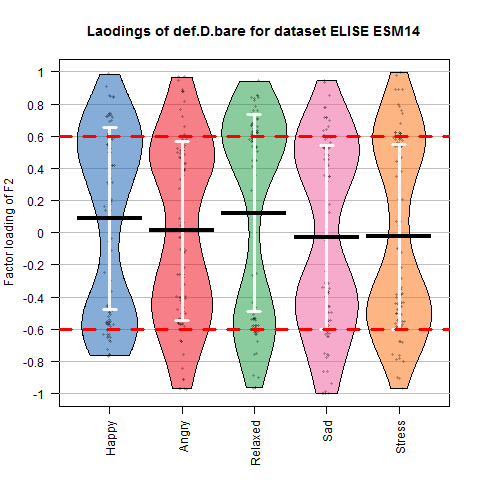 Laodings of def.D.bare for dataset ELISE ESM14
Factor loading of F2
1
0.8
0.6
0.4
0.2
0
-0.2
-0.4
-0.6
-0.8
-1
Happy
Angry
Relaxed
Sad
Stress